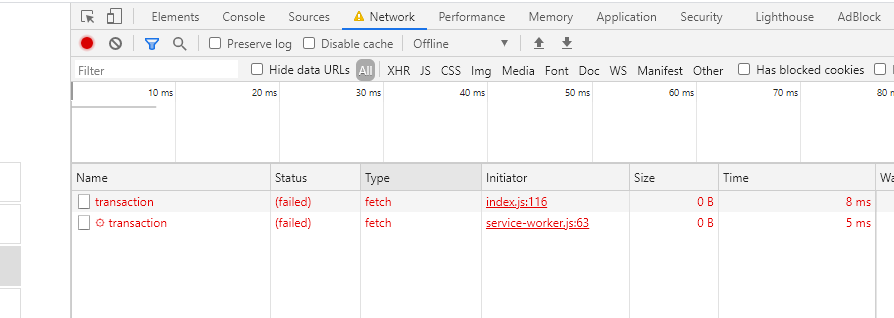 Elements Console Sources Network Performance Memory Application Security Lighthouse AdBlock
Preserve log Disable cache Offline
Filter Hide data URLs All XHR JS CSS Img Media Font Doc WS Manifest Other Has blocked cookies
10 ms 20 ms 30 ms 40 ms 50 ms 60 ms 70 ms 80 m
Name Status Type Initiator Size Time Wa
transaction (failed) fetch index.js:116 0 B 8 ms
transaction (failed) fetch service-worker.js:63 0 B 5 ms